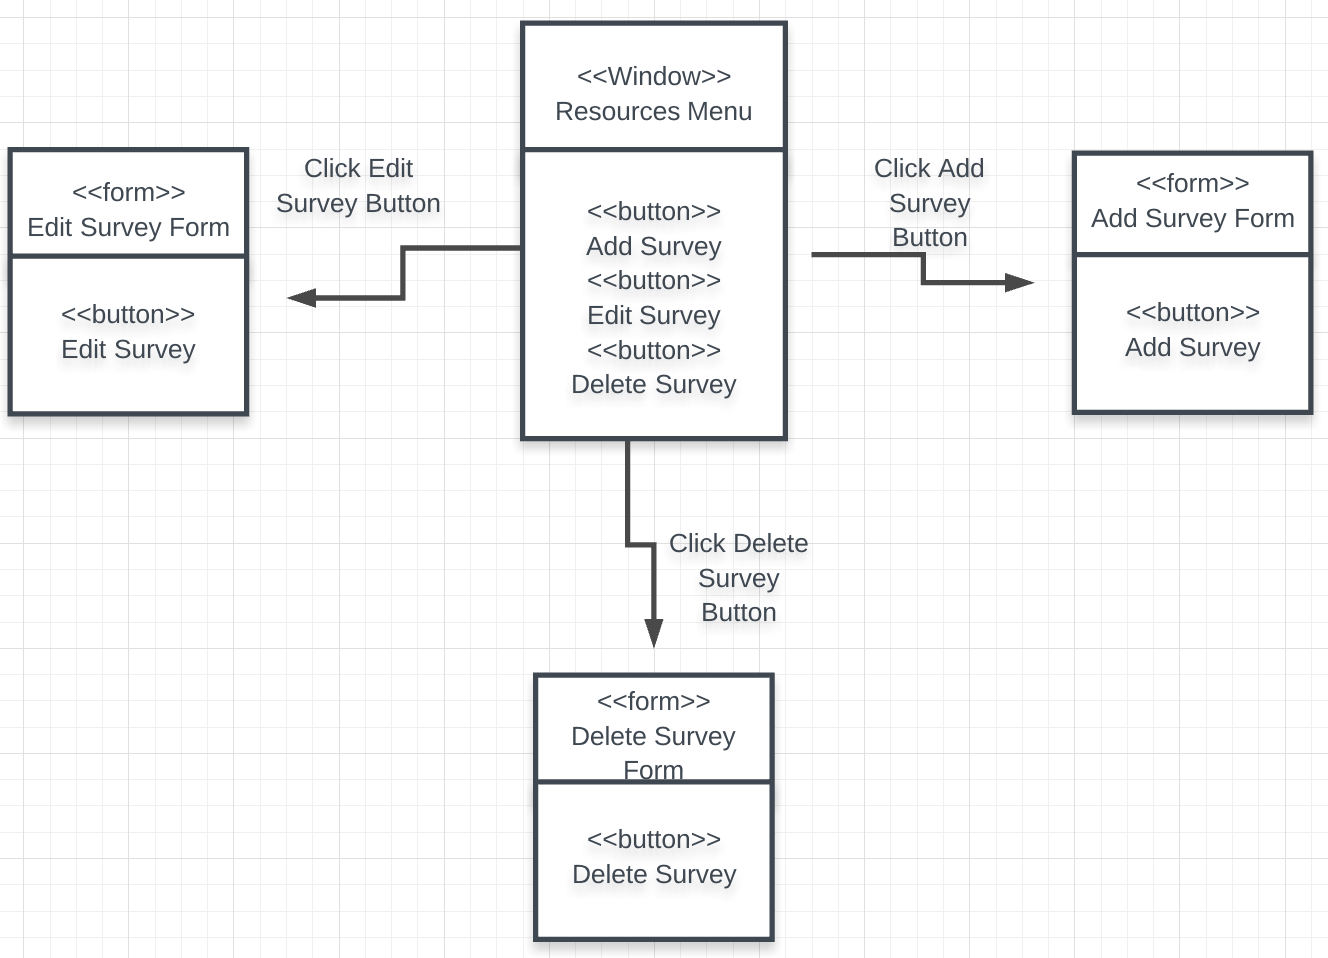 <<Window>>
Resources Menu
<<button>>
Add Survey
<<button>>
Edit Survey
<<button>>
Delete Survey
<<form>>
Edit Survey Form
<<button>>
Edit Survey
Click Edit
Survey Button
Click Add
Survey
Button
<<form>>
Add Survey Form
<<button>>
Add Survey
Click Delete
Survey
Button
<<form>>
Delete Survey
Form
<<button>>
Delete Survey